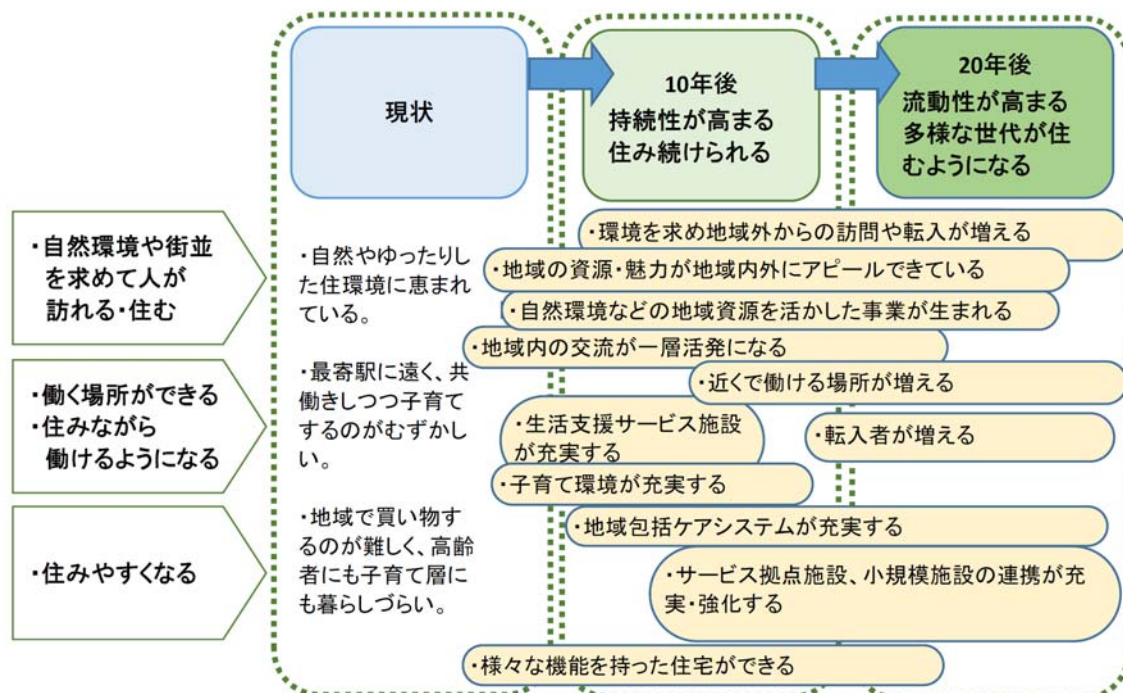 現状
10年後
持続性が高まる
住み続けられる
20年後
流動性が高まる
多様な世代が住
むようになる
・自然環境や街並
を求めて人が
訪れる・住む
・自然やゆったりし
た住環境に恵まれ
ている。
・環境を求め地域外からの訪問や転入が増える
・地域の資源・魅力が地域内外にアピールできている
・自然環境などの地域資源を活かした事業が生まれる
・地域内の交流が一層活発になる
・働く場所ができる
・住みながら
働けるようになる
・最寄駅に遠く、共
働きしつつ子育て
するのがむずかし
い。
・近くで働ける場所が増える
・生活支援サービス施設
が充実する
・転入者が増える
・子育て環境が充実する
・住みやすくなる
・地域で買い物す
るのが難しく、高齢
者にも子育て層に
も暮らしづらい。
・地域包括ケアシステムが充実する
・サービス拠点施設、小規模施設の連携が充
実・強化する
・様々な機能を持った住宅ができる